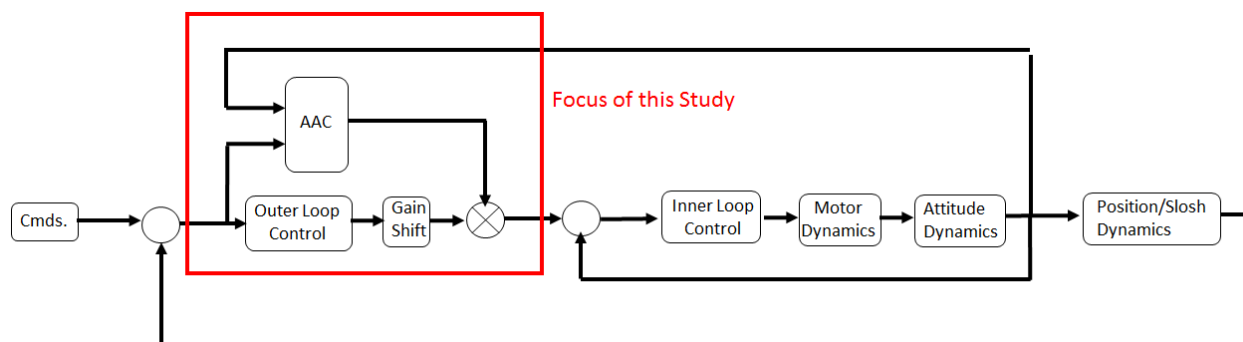 Focus of this Study
AAC
Cmds.
Outer Loop
Control
Gain
Shift
Inner Loop
Control
Motor
Dynamics
Attitude
Dynamics
Position/Slosh
Dynamics